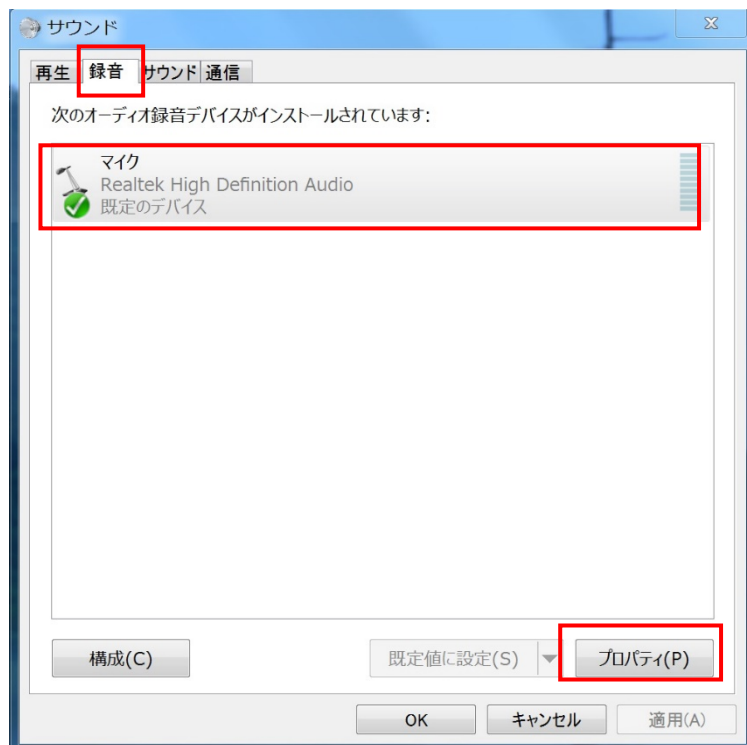 サウンド
再生 録音 サウンド 通信
次のオーディオ録音デバイスがインストールされています:
マイク
Realtek High Definition Audio
既定のデバイス
構成(C) 既定値に設定(S) プロパティ(P)
OK キャンセル 適用(A)